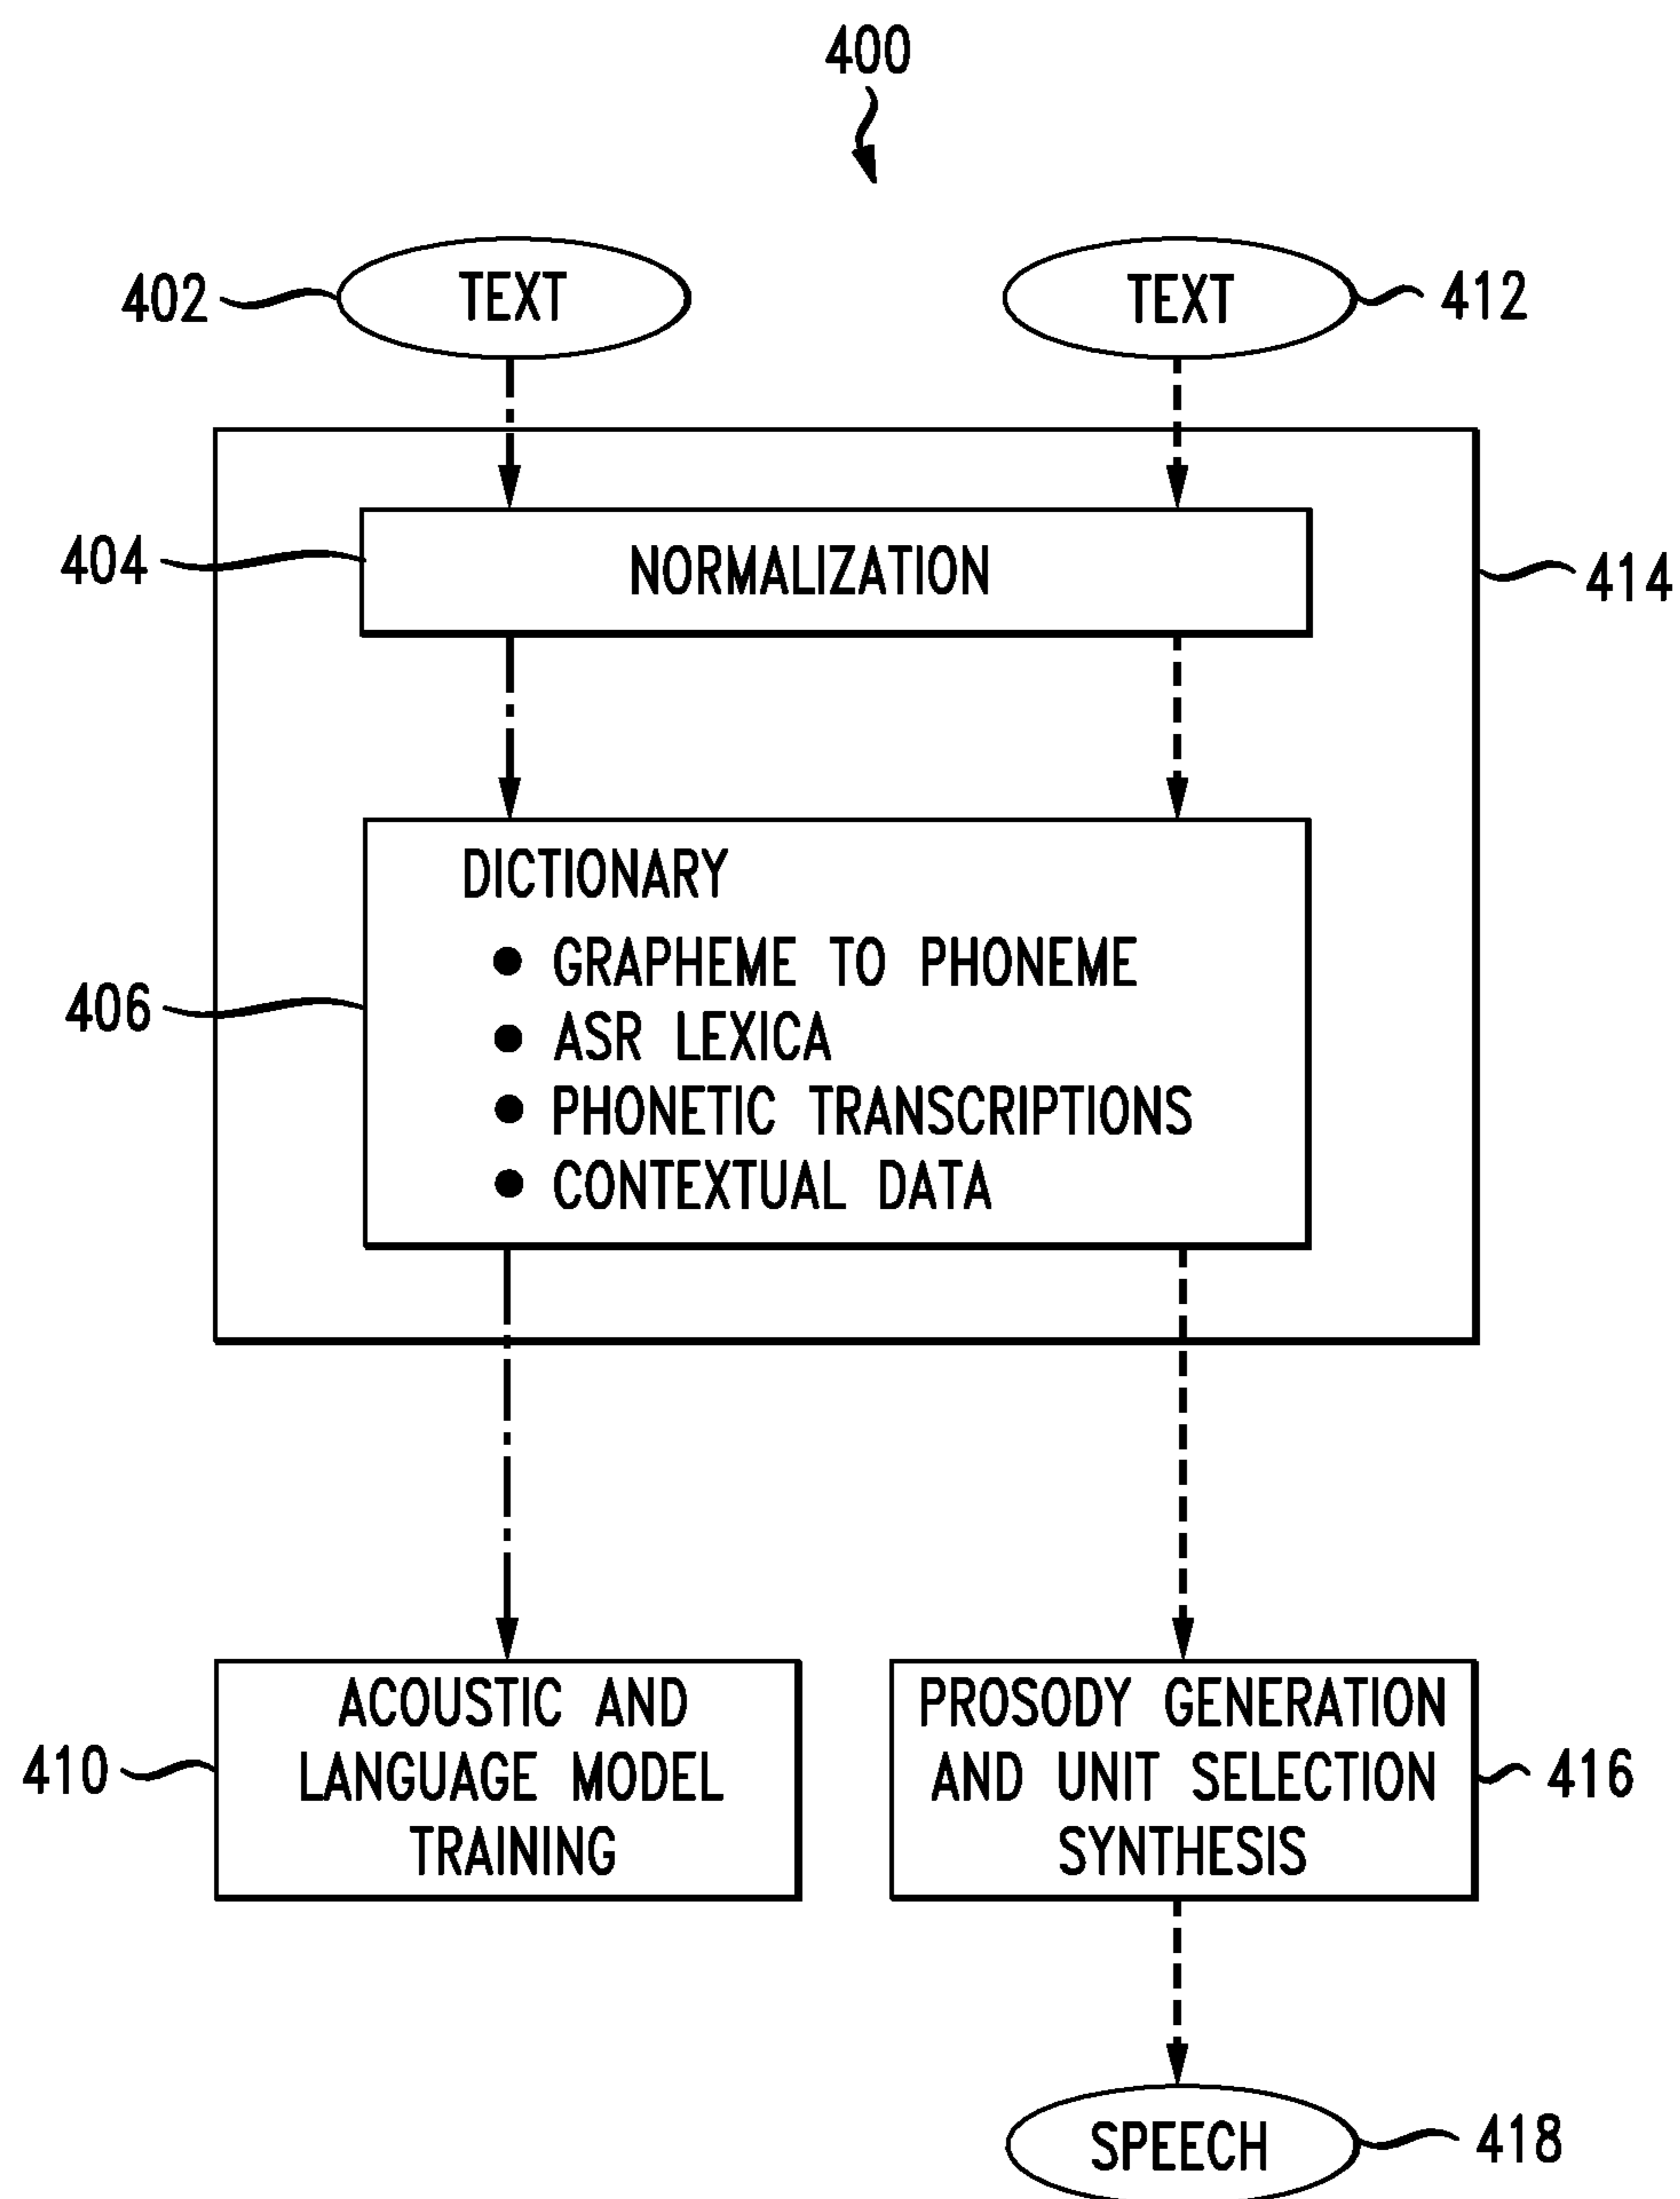 400
402 TEXT
TEXT 412
404 NORMALIZATION
414
DICTIONARY
● GRAPHEME TO PHONEME
406
● ASR LEXICA
● PHONETIC TRANSCRIPTIONS
● CONTEXTUAL DATA
410
ACOUSTIC AND
LANGUAGE MODEL
TRAINING
PROSODY GENERATION
AND UNIT SELECTION
SYNTHESIS
416
SPEECH 418